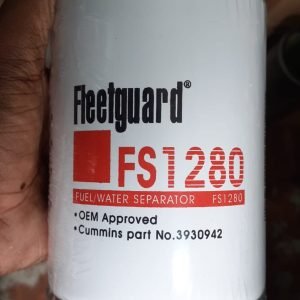 Fleetguard®
FS1280
FUEL/WATER SEPARATOR FS1280
• OEM Approved
• Cummins part No.3930942